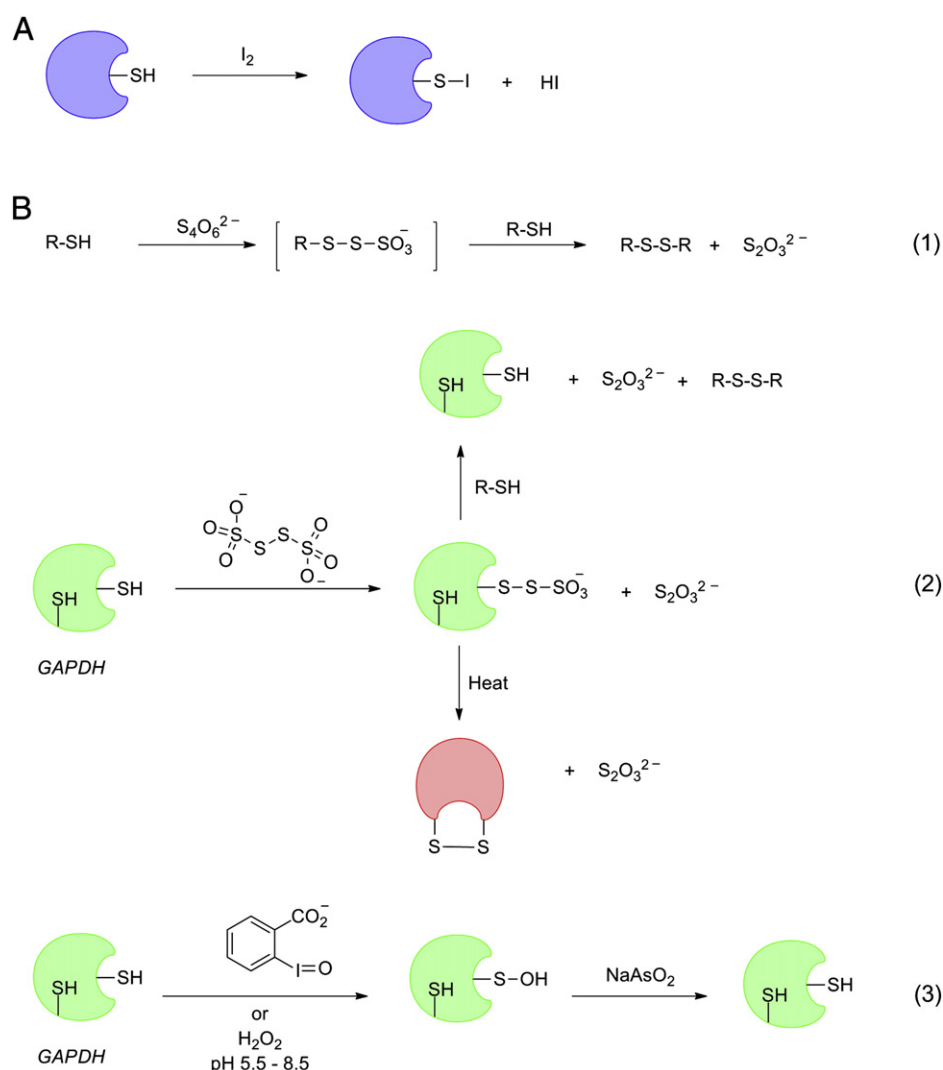 A
SH
I₂
S–I + HI
B
R-SH
S₄O₆²⁻
[ R–S–S–SO₃⁻ ]
R-SH
R-S-S-R + S₂O₃²⁻
(1)
SH
SH
+ S₂O₃²⁻ + R-S-S-R
R-SH
O⁻
O
O
S
S
S
S
O
O
O⁻
SH
SH
GAPDH
SH
S–S–SO₃⁻ + S₂O₃²⁻
(2)
Heat
+ S₂O₃²⁻
S
S
CO₂⁻
I=O
or
H₂O₂
pH 5.5 - 8.5
SH
SH
GAPDH
SH
S-OH
NaAsO₂
SH
SH
(3)